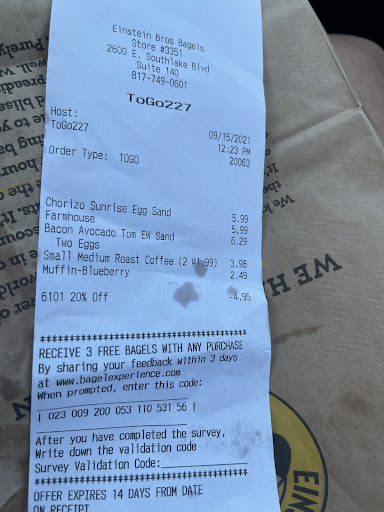 Einstein Bros Bagels
Store #3351
2600 E. Southlake Blvd
Suite 140
817-749-0601
ToGo227
Host:
ToGo227
09/15/2021
12:23 PM
Order Type: TOGO
20063
Chorizo Sunrise Egg Sand 5.99
Farmhouse 5.99
Bacon Avocado Tom EW Sand 6.29
Two Eggs
Small Medium Roast Coffee (2 @1.99) 3.98
Muffin-Blueberry 2.49
6101 20% Off -4.95
RECEIVE 3 FREE BAGELS WITH ANY PURCHASE
By sharing your feedback within 3 days
at www.bagelexperience.com
When prompted, enter this code:
| 023 009 200 053 110 531 56 |
After you have completed the survey,
Write down the validation code
Survey Validation Code:
OFFER EXPIRES 14 DAYS FROM DATE
ON RECEIPT
WE H
EIN